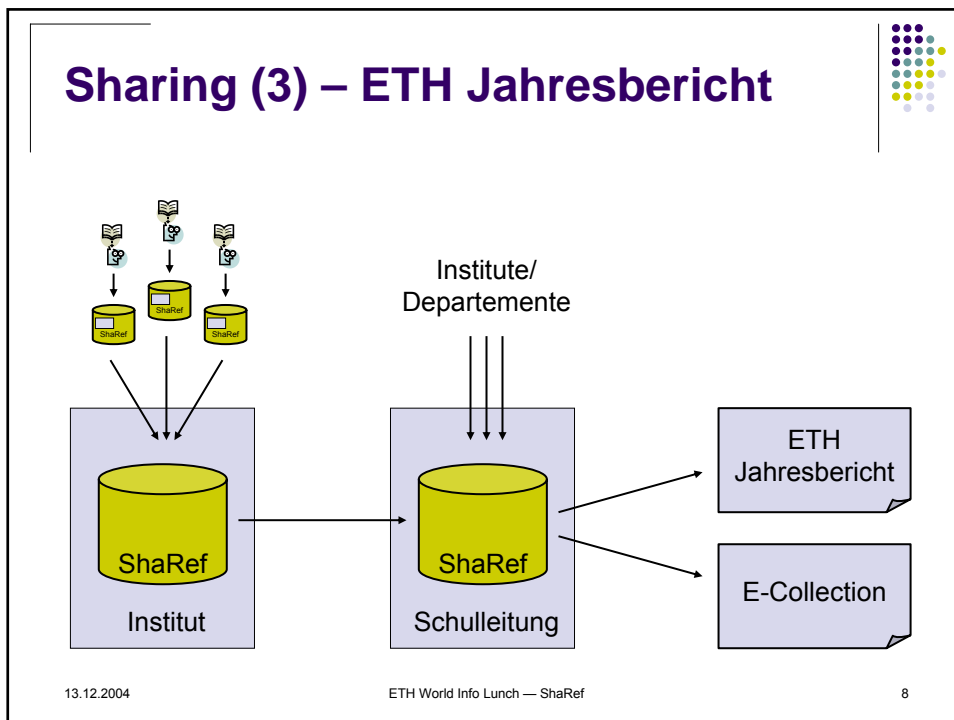 Sharing (3) – ETH Jahresbericht
ShaRef
ShaRef
ShaRef
Institute/
Departemente
ShaRef
Institut
ShaRef
Schulleitung
ETH
Jahresbericht
E-Collection
13.12.2004
ETH World Info Lunch — ShaRef
8